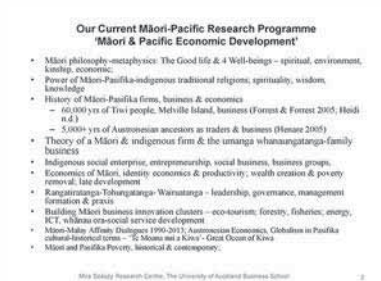 Our Current Māori-Pacific Research Programme
'Māori & Pacific Economic Development'
• Māori philosophy-metaphysics: The Good life & 4 Well-beings – spiritual, environment,
kinship, economic;
• Power of Māori-Pasifika-indigenous traditional religions; spirituality, wisdom,
knowledge
• History of Māori-Pasifika firms, business & economics
– 60,000 yrs of Tiwi people, Melville Island, business (Forrest & Forrest 2005; Heidi
n.d.)
– 5,000+ yrs of Austronesian ancestors as traders & business (Henare 2005)
• Theory of a Māori & indigenous firm & the umanga whanaungatanga-family
business
• Indigenous social enterprise, entrepreneurship, social business, business groups,
• Economics of Māori, identity economics & productivity; wealth creation & poverty
removal; late development
• Rangatiratanga-Tohungatanga- Wairuatanga – leadership, governance, management
formation & praxis
• Building Māori business innovation clusters – eco-tourism; forestry, fisheries; energy,
ICT, whānau era-social service development
• Māori-Malay Affinity Dialogues 1990-2013; Austronesian Economics, Globalism in Pasifika
cultural-historical terms – 'Te Moana nui a Kiwa'- Great Ocean of Kiwa
• Māori and Pasifika Poverty, historical & contemporary;
Mira Szászy Research Centre, The University of Auckland Business School
2